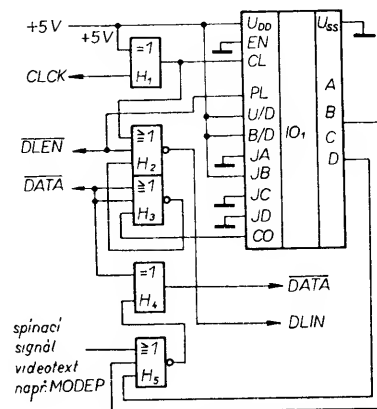 +5V
+5V
=1
H1
CLCK
DLEN
≧1
H2
DATA
≧1
H3
=1
H4
DATA
DLIN
spínací
signál
videotext
např. MODEP
≧1
H5
UDD
EN
CL
PL
U/D
B/D
JA
JB
JC
JD
CO
IO1
USS
A
B
C
D